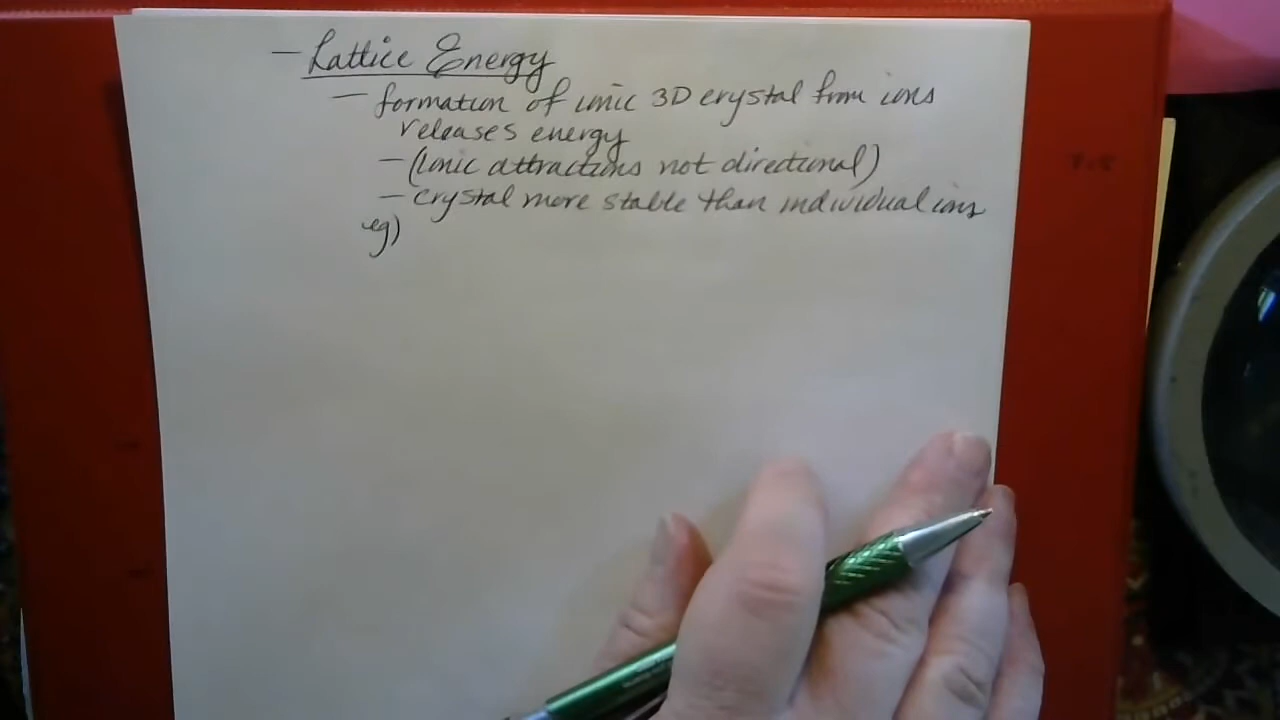 - Lattice Energy
- formation of ionic 3D crystal from ions
releases energy
- (ionic attractions not directional)
- crystal more stable than individual ions
eg)